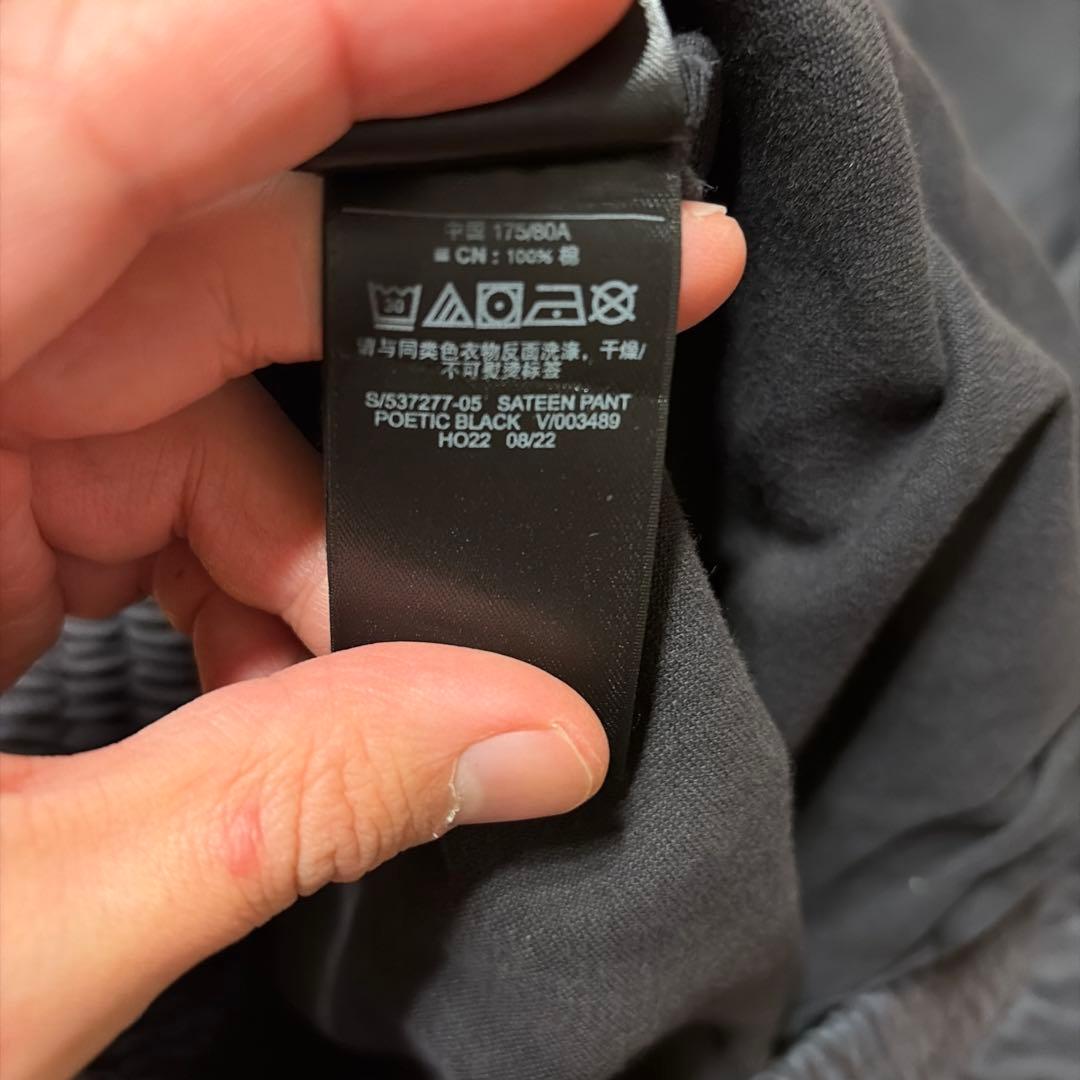 中国 175/80A
■ CN : 100% 棉
30
请与同类色衣物反面洗涤，干燥/
不可熨烫标签
S/537277-05 SATEEN PANT
POETIC BLACK V/003489
HO22 08/22